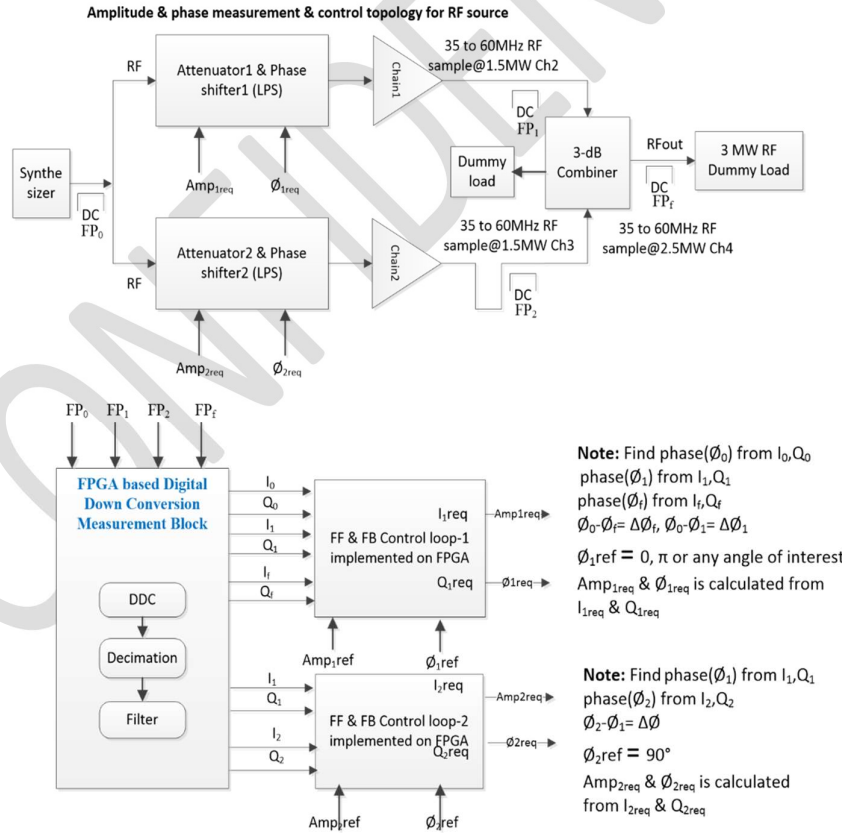 Amplitude & phase measurement & control topology for RF source
RF
Attenuator1 & Phase
shifter1 (LPS)
Chain1
35 to 60MHz RF
sample@1.5MW Ch2
Amp1req
Ø1req
Synthe
sizer
DC
FP0
DC
FP1
Dummy
load
3-dB
Combiner
RFout
DC
FPf
3 MW RF
Dummy Load
RF
Attenuator2 & Phase
shifter2 (LPS)
Chain2
35 to 60MHz RF
sample@1.5MW Ch3
35 to 60MHz RF
sample@2.5MW Ch4
DC
FP2
Amp2req
Ø2req
FP0 FP1 FP2 FPf
FPGA based Digital
Down Conversion
Measurement Block
DDC
Decimation
Filter
I0
Q0
I1
Q1
If
Qf
I1req
FF & FB Control loop-1
implemented on FPGA
Q1req
Amp1req
Ø1req
Amp1ref
Ø1ref
Note: Find phase(Ø0) from I0,Q0
phase(Ø1) from I1,Q1
phase(Øf) from If,Qf
Ø0-Øf= ΔØf, Ø0-Ø1= ΔØ1
Ø1ref = 0, π or any angle of interest
Amp1req & Ø1req is calculated from
I1req & Q1req
I1
Q1
I2
Q2
I2req
FF & FB Control loop-2
implemented on FPGA
Q2req
Amp2req
Ø2req
Amp2ref
Ø2ref
Note: Find phase(Ø1) from I1,Q1
phase(Ø2) from I2,Q2
Ø2-Ø1= ΔØ
Ø2ref = 90°
Amp2req & Ø2req is calculated
from I2req & Q2req